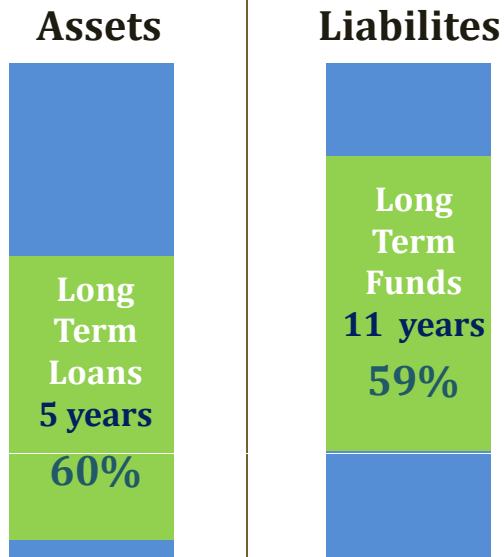 Assets
Long
Term
Loans
5 years
60%
Liabilites
Long
Term
Funds
11 years
59%